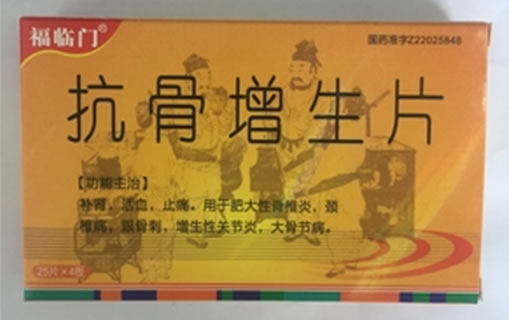 福临门®
国药准字Z22025848
抗骨增生片
【功能主治】
补肾，活血，止痛。用于肥大性脊椎炎，颈
椎病，跟骨刺，增生性关节炎，大骨节病。
25片×4板